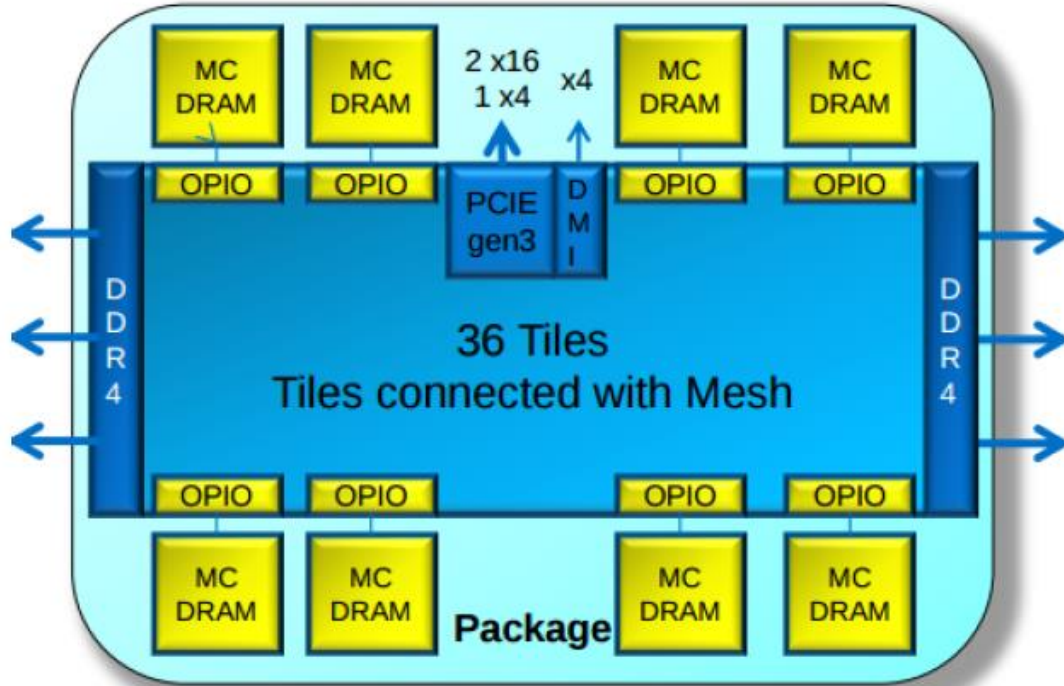 MC
DRAM
MC
DRAM
2 x16
1 x4
x4
MC
DRAM
MC
DRAM
OPIO
OPIO
PCIE
gen3
D
M
I
OPIO
OPIO
D
D
R
4
36 Tiles
Tiles connected with Mesh
D
D
R
4
OPIO
OPIO
OPIO
OPIO
MC
DRAM
MC
DRAM
Package
MC
DRAM
MC
DRAM